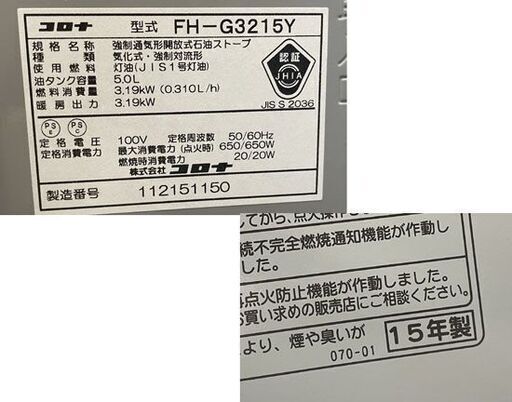 コロナ 型式 FH-G3215Y
規格名称 強制通気形開放式石油ストーブ
種類 気化式・強制対流形
使用燃料 灯油(JIS1号灯油)
油タンク容量 5.0L
燃料消費量 3.19kW (0.310L/h)
暖房出力 3.19kW
認証
JHIA
JIS S 2036
PS E PS C
定格電圧 100V 定格周波数 50/60Hz
定格消費電力 最大消費電力(点火時) 650/650W
燃焼時消費電力 20/20W
株式会社 コロナ
製造番号 112151150
してから、点火操作
続不完全燃焼通知機能が作動し
した。
再点火防止機能が作動しました。
お買い求めの販売店にご相談ください。
より、煙や臭いが
070-01 15年製